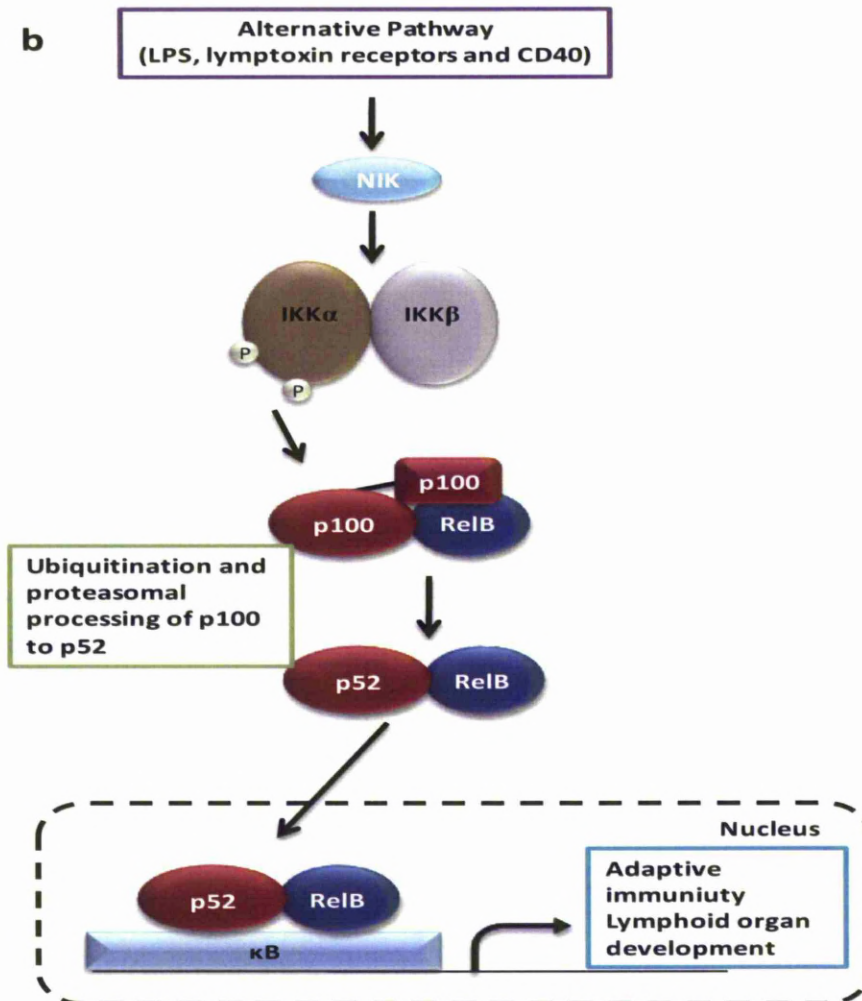 b
Alternative Pathway
(LPS, lymptoxin receptors and CD40)
NIK
IKKα
IKKβ
P
P
p100
p100
RelB
Ubiquitination and
proteasomal
processing of p100
to p52
p52
RelB
Nucleus
p52
RelB
κB
Adaptive
immuniuty
Lymphoid organ
development